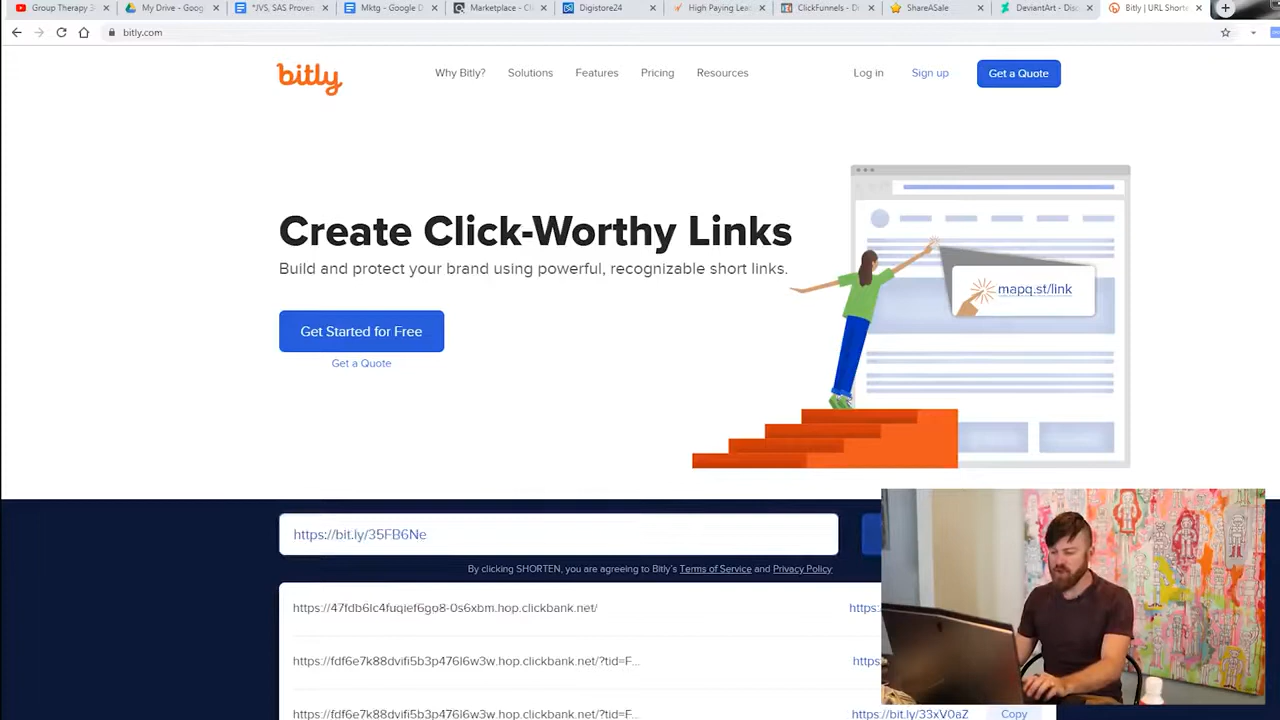 Group Therapy 3
My Drive - Goog
*JVS, SAS Proven
Mktg - Google D
Marketplace - Cl
Digistore24
High Paying Lea
ClickFunnels - D
ShareASale
DeviantArt - Disc
Bitly | URL Shorte
bitly.com
bitly
Why Bitly?
Solutions
Features
Pricing
Resources
Log in
Sign up
Get a Quote
Create Click-Worthy Links
Build and protect your brand using powerful, recognizable short links.
mapq.st/link
Get Started for Free
Get a Quote
https://bit.ly/35FB6Ne
By clicking SHORTEN, you are agreeing to Bitly's Terms of Service and Privacy Policy
https://47fdb6lc4fuqief6go8-0s6xbm.hop.clickbank.net/
https:
https://fdf6e7k88dvifi5b3p476l6w3w.hop.clickbank.net/?tid=F...
https
https://fdf6e7k88dvifi5b3p476l6w3w.hop.clickbank.net/?tid=F...
https://bit.ly/33xV0aZ
Copy